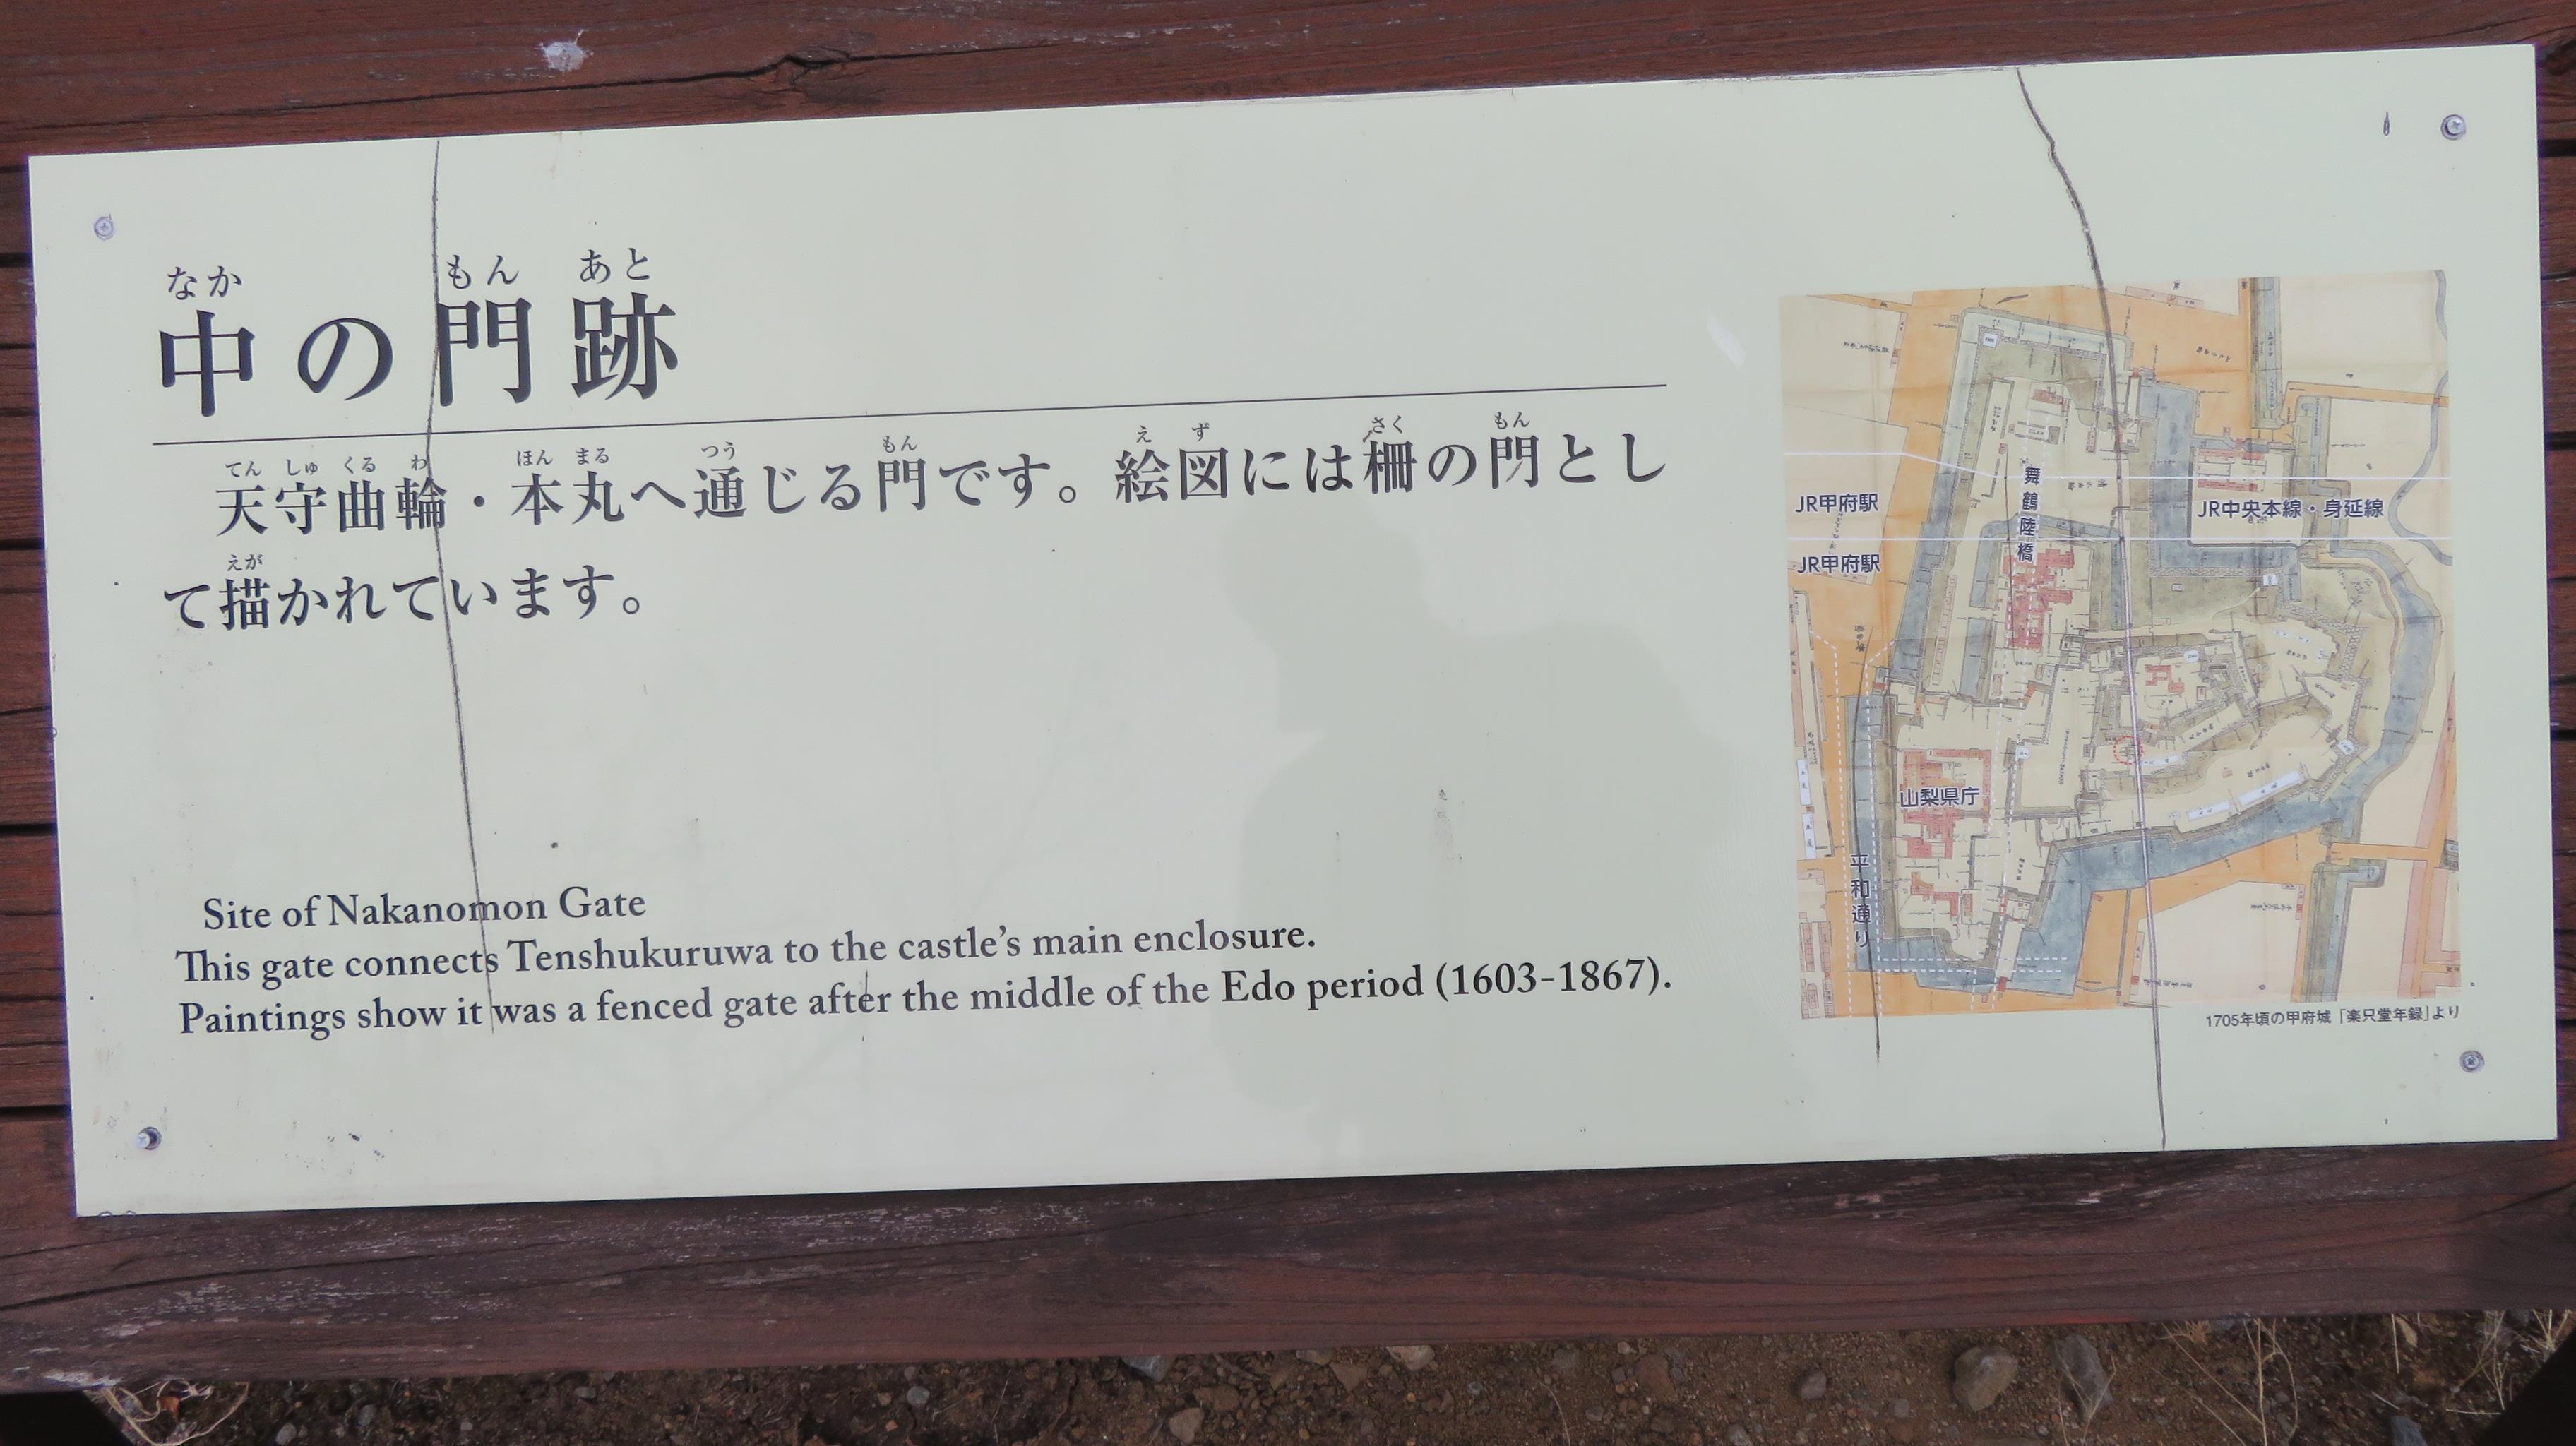 なか もん あと
中の門跡
てん しゅ くる わ ほん まる つう もん え ず さく もん
天守曲輪・本丸へ通じる門です。絵図には柵の門とし
えが
て描かれています。
Site of Nakanomon Gate
This gate connects Tenshukuruwa to the castle's main enclosure.
Paintings show it was a fenced gate after the middle of the Edo period (1603-1867).
JR甲府駅
JR甲府駅
舞鶴陸橋
JR中央本線・身延線
山梨県庁
平和通り
1705年頃の甲府城「楽只堂年録」より